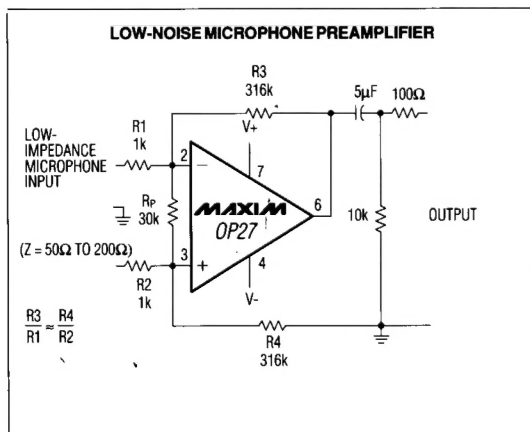 LOW-NOISE MICROPHONE PREAMPLIFIER
R3
316k
5µF
100Ω
LOW-
IMPEDANCE
MICROPHONE
INPUT
R1
1k
V+
2
−
7
RP
30k
MAXIM
OP27
6
10k
OUTPUT
(Z = 50Ω TO 200Ω)
3
+
4
R2
1k
V-
R3
R1
≈
R4
R2
R4
316k